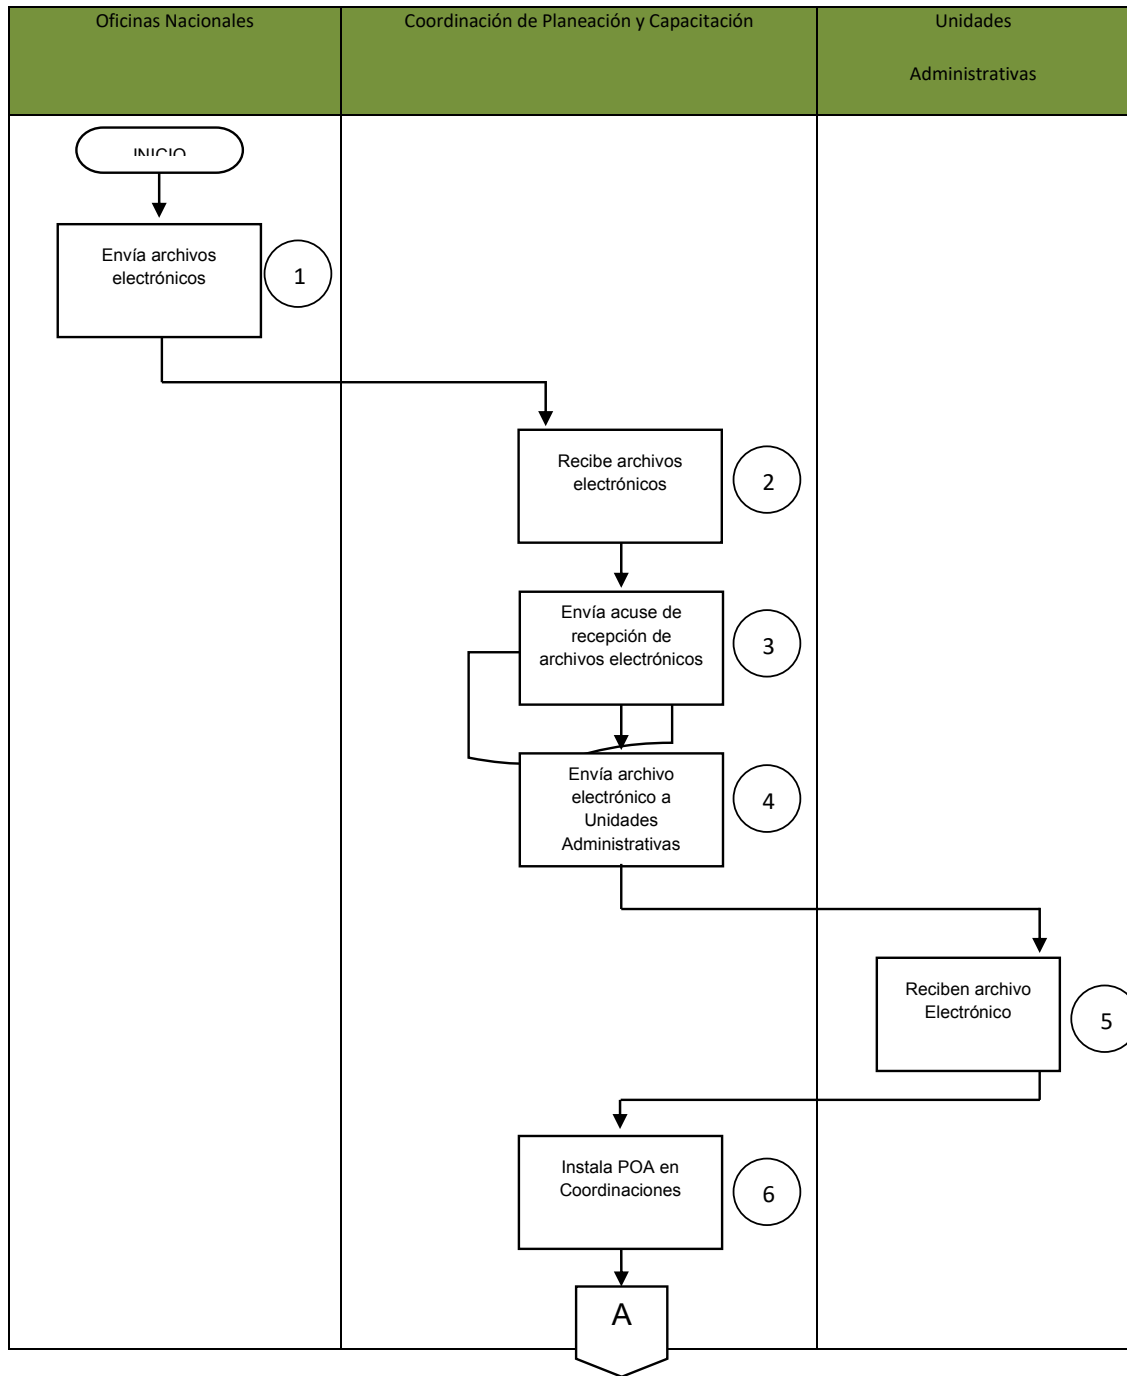 Oficinas Nacionales
Coordinación de Planeación y Capacitación
Unidades
Administrativas
INICIO
Envía archivos
electrónicos
1
Recibe archivos
electrónicos
2
Envía acuse de
recepción de
archivos electrónicos
3
Envía archivo
electrónico a
Unidades
Administrativas
4
Reciben archivo
Electrónico
5
Instala POA en
Coordinaciones
6
A